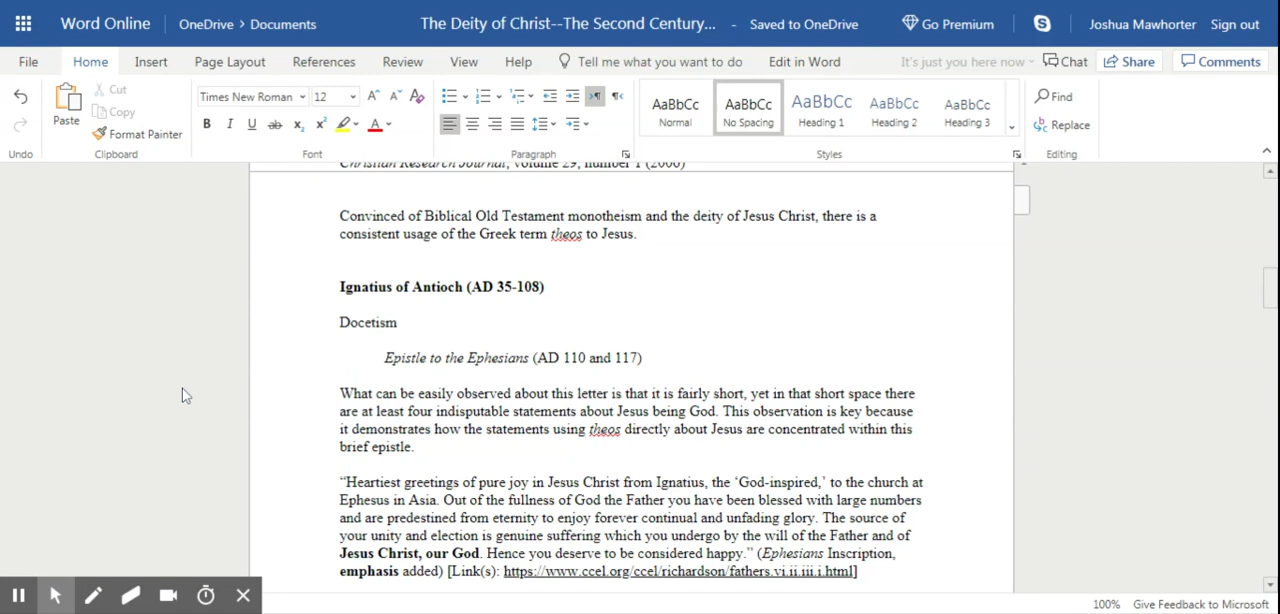 Word Online OneDrive > Documents The Deity of Christ--The Second Century... - Saved to OneDrive Go Premium Joshua Mawhorter Sign out
File Home Insert Page Layout References Review View Help Tell me what you want to do Edit in Word It's just you here now Chat Share Comments
Paste Cut Copy Format Painter Times New Roman 12 AaBbCc Normal AaBbCc No Spacing AaBbCc Heading 1 AaBbCc Heading 2 AaBbCc Heading 3 Find Replace
Undo Clipboard Font Paragraph Styles Editing
Christian Research Journal, volume 29, number 1 (2006)
Convinced of Biblical Old Testament monotheism and the deity of Jesus Christ, there is a
consistent usage of the Greek term theos to Jesus.
Ignatius of Antioch (AD 35-108)
Docetism
Epistle to the Ephesians (AD 110 and 117)
What can be easily observed about this letter is that it is fairly short, yet in that short space there
are at least four indisputable statements about Jesus being God. This observation is key because
it demonstrates how the statements using theos directly about Jesus are concentrated within this
brief epistle.
“Heartiest greetings of pure joy in Jesus Christ from Ignatius, the ‘God-inspired,’ to the church at
Ephesus in Asia. Out of the fullness of God the Father you have been blessed with large numbers
and are predestined from eternity to enjoy forever continual and unfading glory. The source of
your unity and election is genuine suffering which you undergo by the will of the Father and of
Jesus Christ, our God. Hence you deserve to be considered happy.” (Ephesians Inscription,
emphasis added) [Link(s): https://www.ccel.org/ccel/richardson/fathers.vi.ii.iii.i.html]
100% Give Feedback to Microsoft